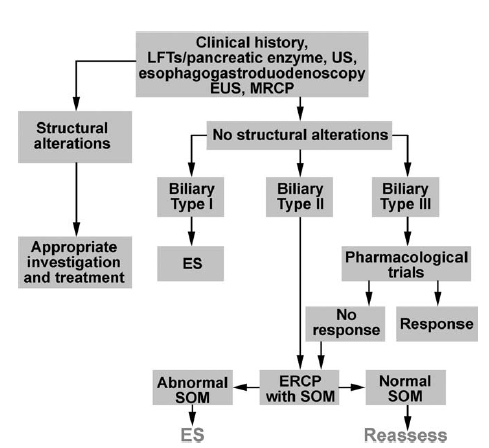 Clinical history,
LFTs/pancreatic enzyme, US,
esophagogastroduodenoscopy
EUS, MRCP
Structural
alterations
No structural alterations
Biliary
Type I
Biliary
Type II
Biliary
Type III
Appropriate
investigation
and treatment
ES
Pharmacological
trials
No
response
Response
Abnormal
SOM
ERCP
with SOM
Normal
SOM
ES
Reassess